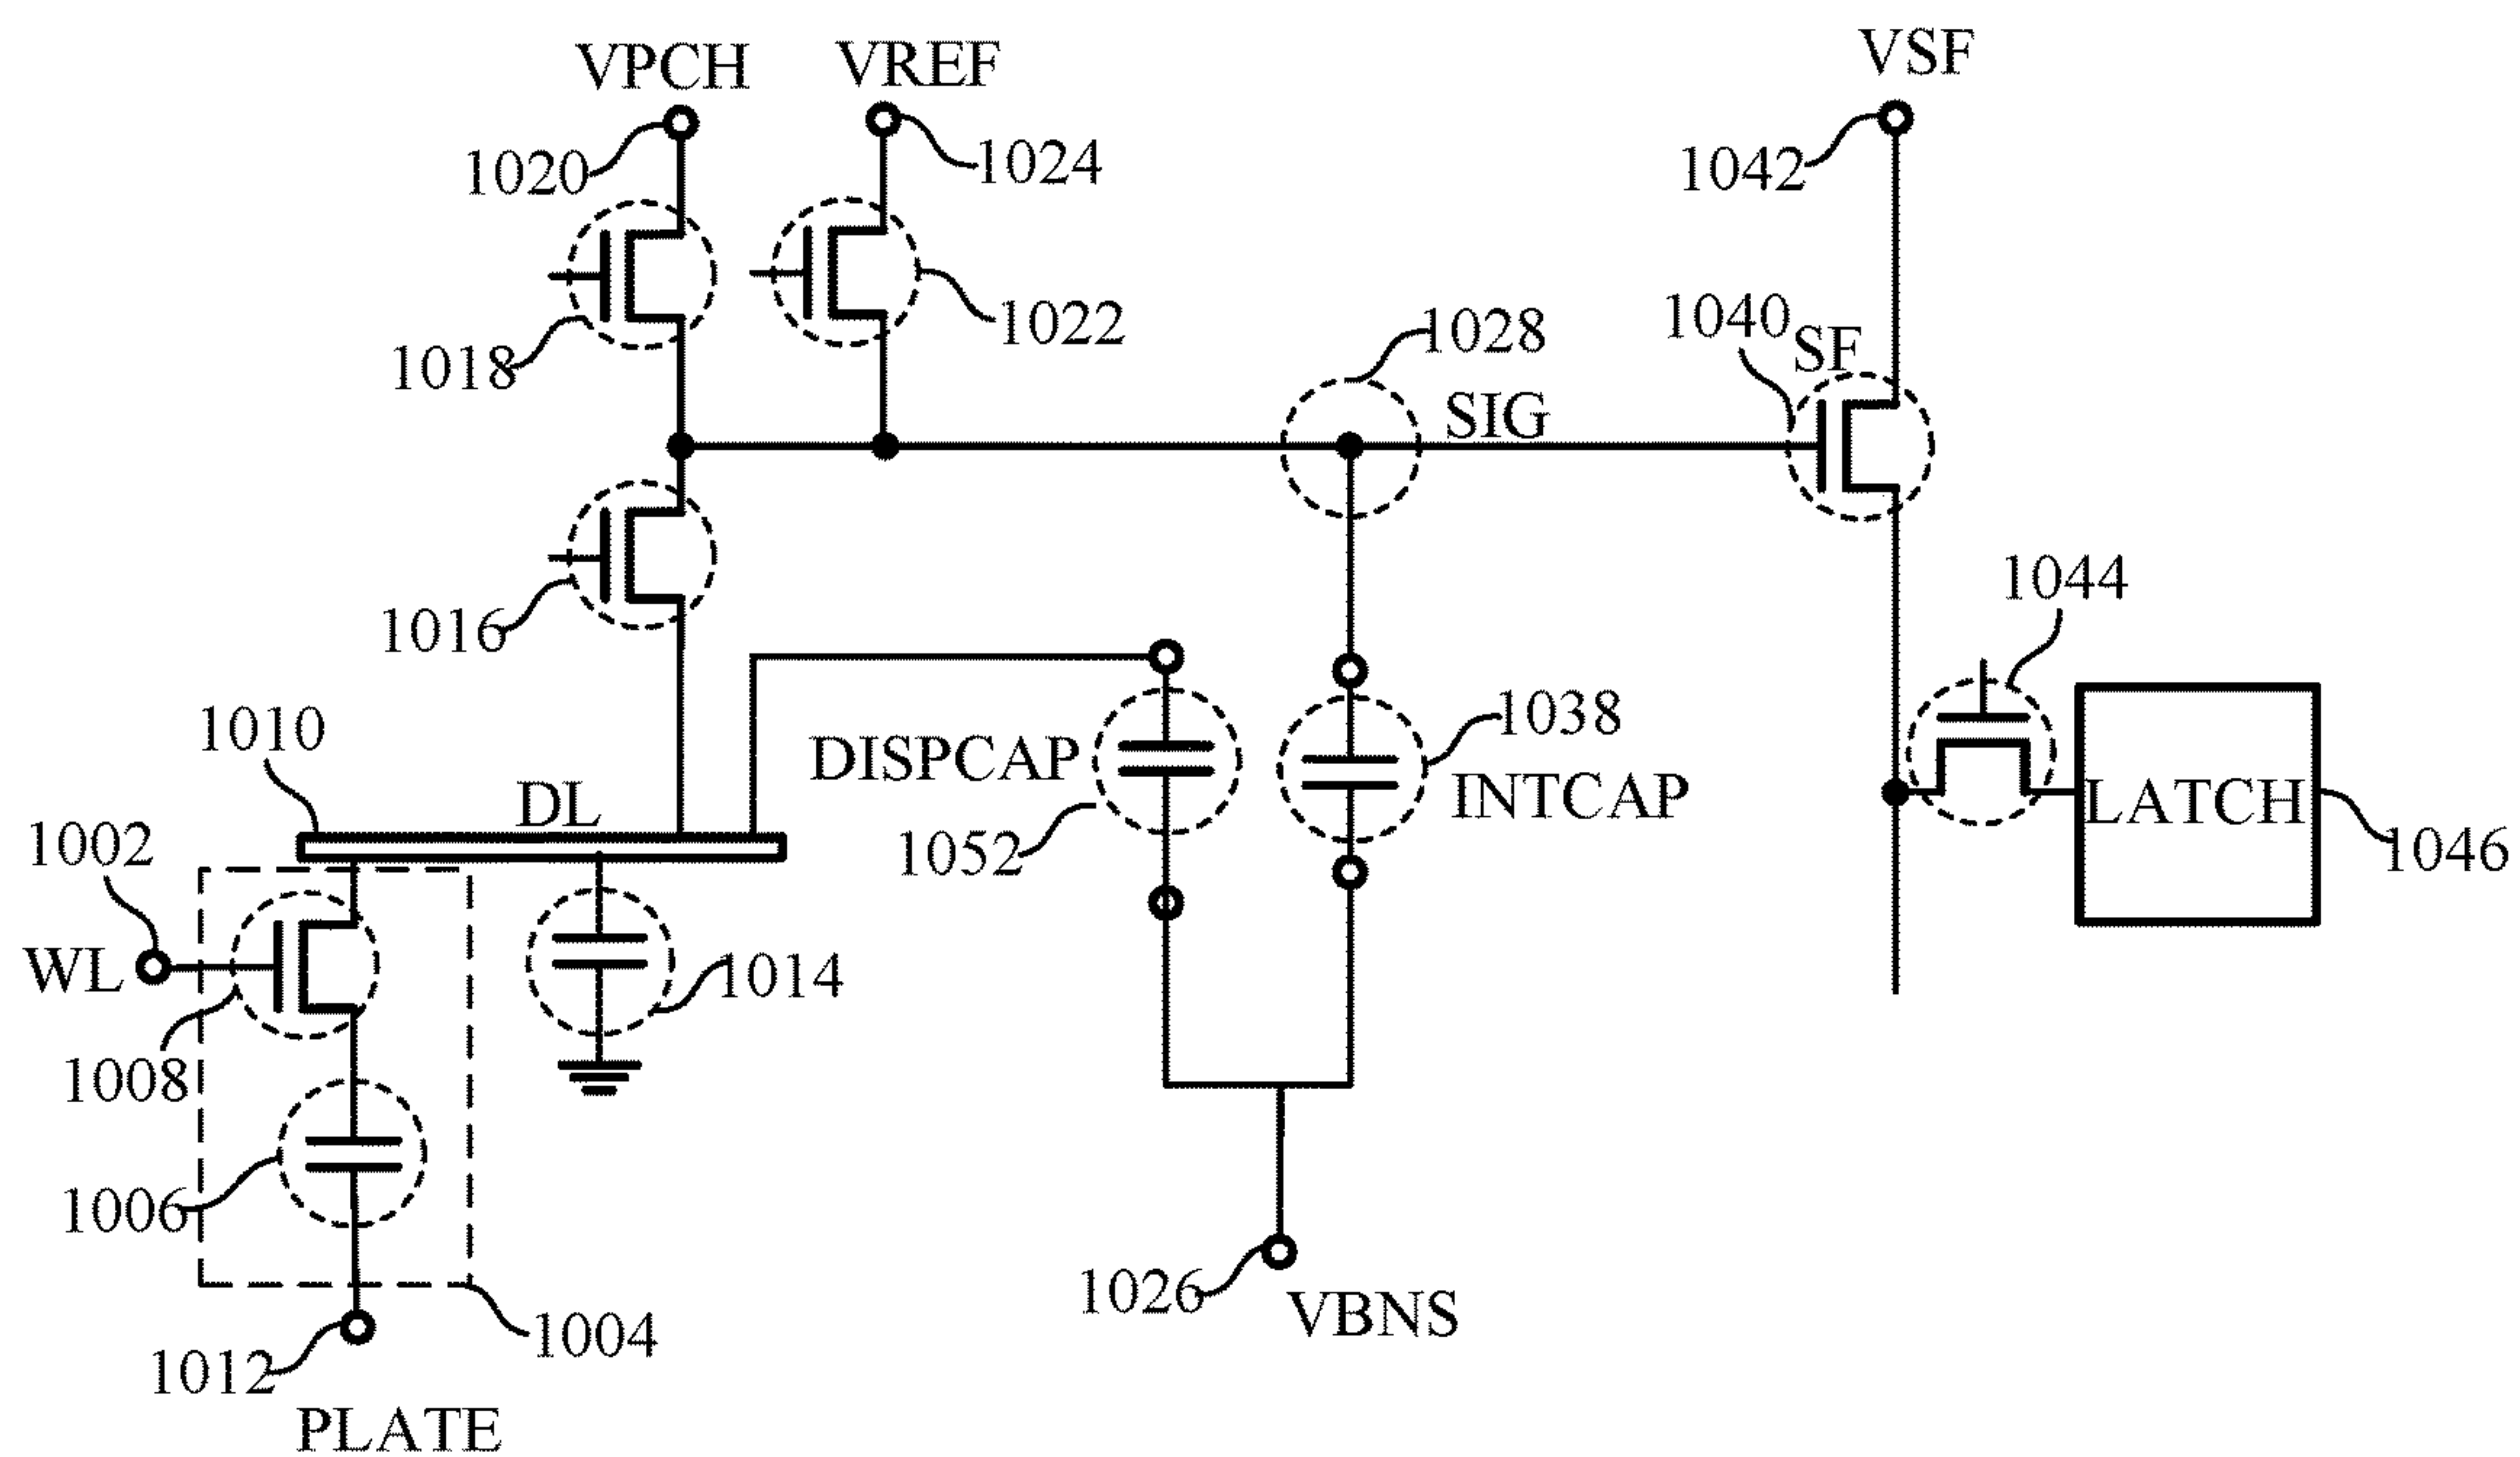 VPCH
VREF
VSF
1020
1024
1042
1018
1022
1028
1040
SF
SIG
1016
1044
1010
DL
DISPCAP
1038
INTCAP
LATCH
1002
1052
1046
WL
1014
1008
1006
1026
VBNS
1004
1012
PLATE